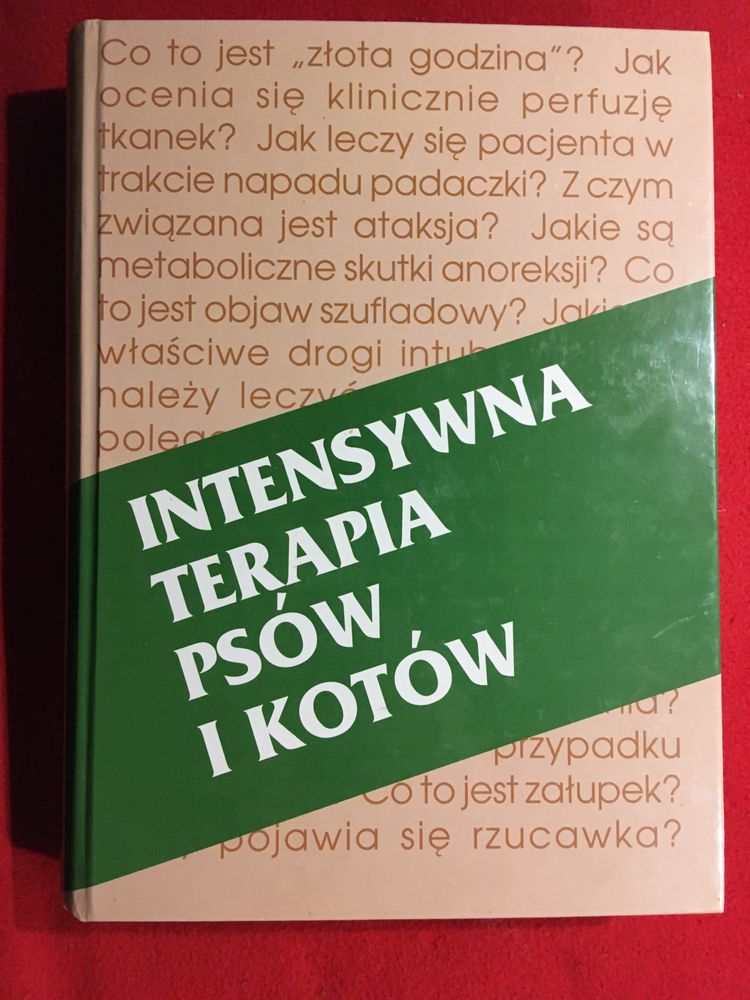 Co to jest „złota godzina”? Jak
ocenia się klinicznie perfuzję
tkanek? Jak leczy się pacjenta w
trakcie napadu padaczki? Z czym
związana jest ataksja? Jakie są
metaboliczne skutki anoreksji? Co
to jest objaw szufladowy?
właściwe drogi
należy
INTENSYWNA
TERAPIA
PSÓW
I KOTÓW
przypadku
Co to jest załupek?
pojawia się rzucawka?